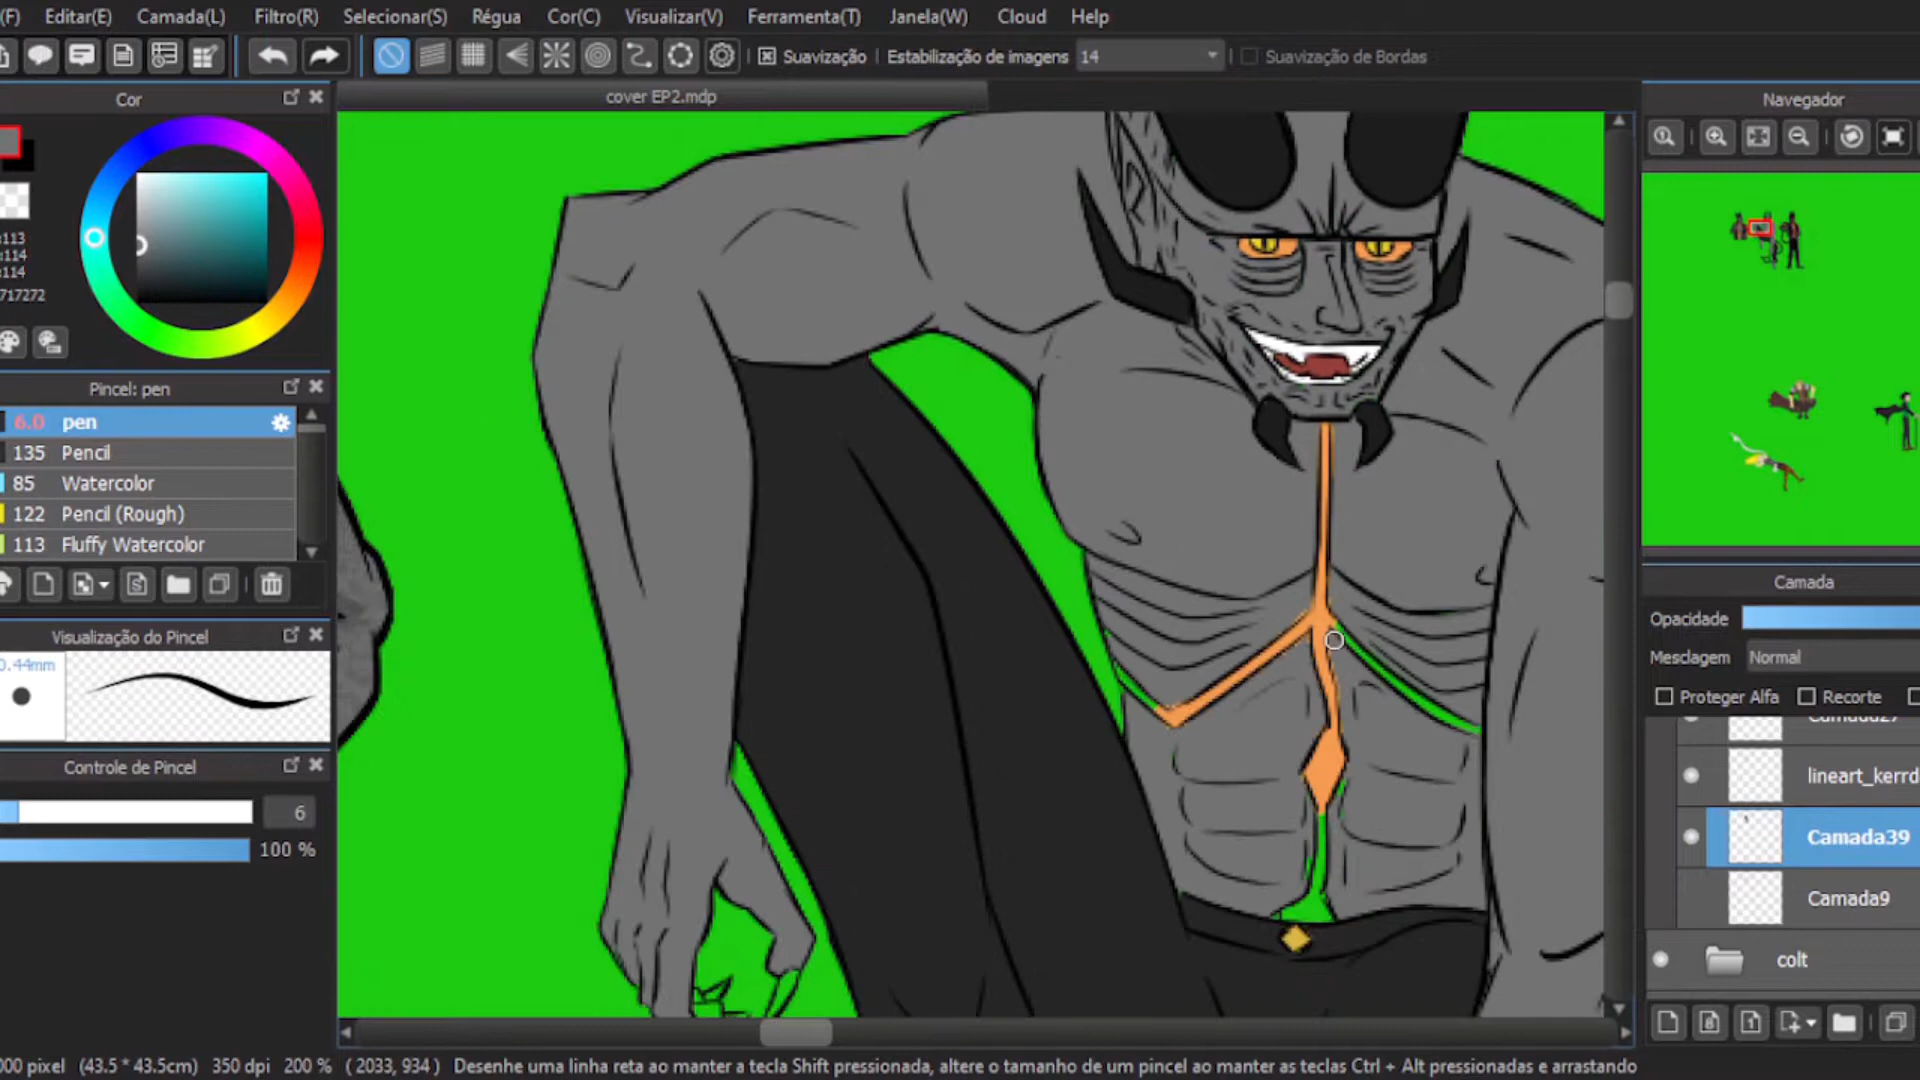 (F) Editar(E) Camada(L) Filtro(R) Selecionar(S) Régua Cor(C) Visualizar(V) Ferramenta(T) Janela(W) Cloud Help
Suavização Estabilização de imagens 14 Suavização de Bordas
Cor
cover EP2.mdp
Navegador
:113
:114
:114
717272
Pincel: pen
6.0 pen
135 Pencil
85 Watercolor
122 Pencil (Rough)
113 Fluffy Watercolor
Visualização do Pincel
0.44mm
Controle de Pincel
6
100 %
Camada
Opacidade
Mesclagem Normal
Proteger Alfa Recorte
Camada27
lineart_kerrd
Camada39
Camada9
colt
000 pixel (43.5 * 43.5cm) 350 dpi 200 % ( 2033, 934 ) Desenhe uma linha reta ao manter a tecla Shift pressionada, altere o tamanho de um pincel ao manter as teclas Ctrl + Alt pressionadas e arrastando